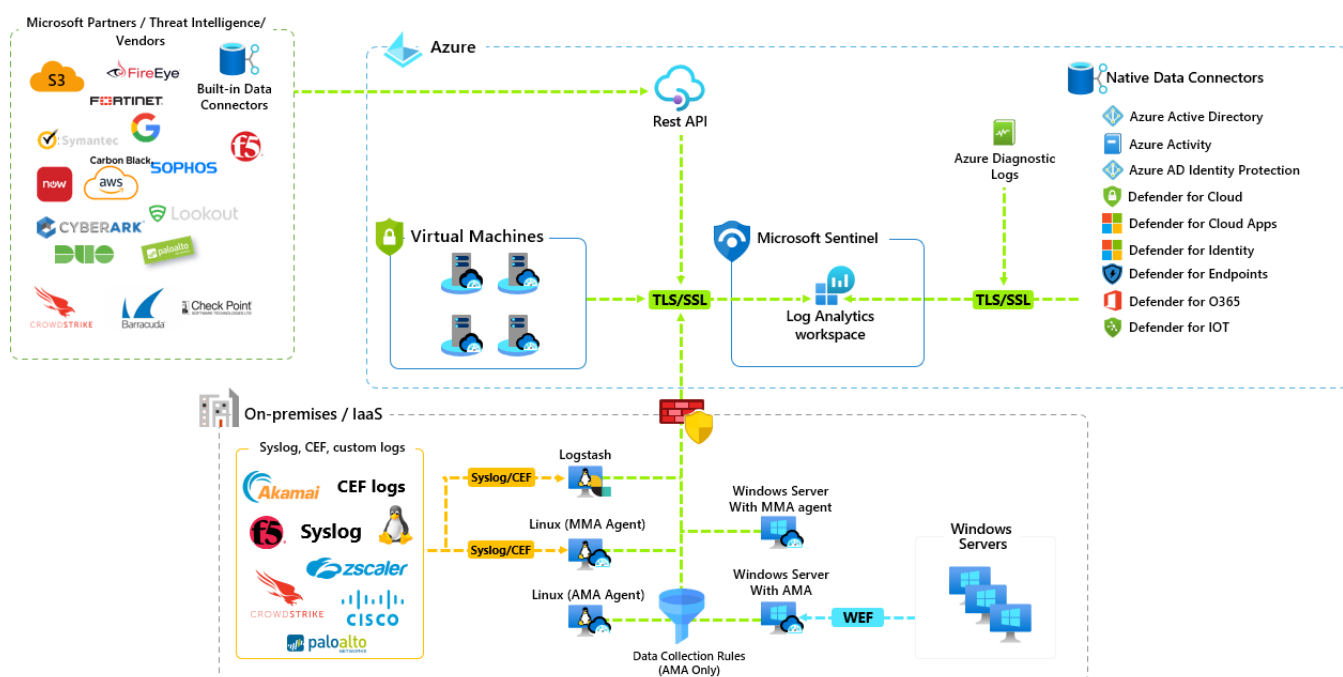 Microsoft Partners / Threat Intelligence/
Vendors
S3
FireEye
Built-in Data
Connectors
FORTINET
G
Symantec
f5
Carbon Black
SOPHOS
now
aws
Lookout
CYBERARK
DUO
paloalto
CROWDSTRIKE
Barracuda
Check Point
SOFTWARE TECHNOLOGIES LTD
Azure
Rest API
Azure Diagnostic
Logs
Native Data Connectors
Azure Active Directory
Azure Activity
Azure AD Identity Protection
Defender for Cloud
Defender for Cloud Apps
Defender for Identity
Defender for Endpoints
Defender for O365
Defender for IOT
Virtual Machines
Microsoft Sentinel
TLS/SSL
Log Analytics
workspace
TLS/SSL
On-premises / IaaS
Syslog, CEF, custom logs
Akamai
CEF logs
f5
Syslog
zscaler
CROWDSTRIKE
CISCO
paloalto
NETWORKS
Syslog/CEF
Logstash
Syslog/CEF
Linux (MMA Agent)
Linux (AMA Agent)
Windows Server
With MMA agent
Windows Server
With AMA
WEF
Windows
Servers
Data Collection Rules
(AMA Only)